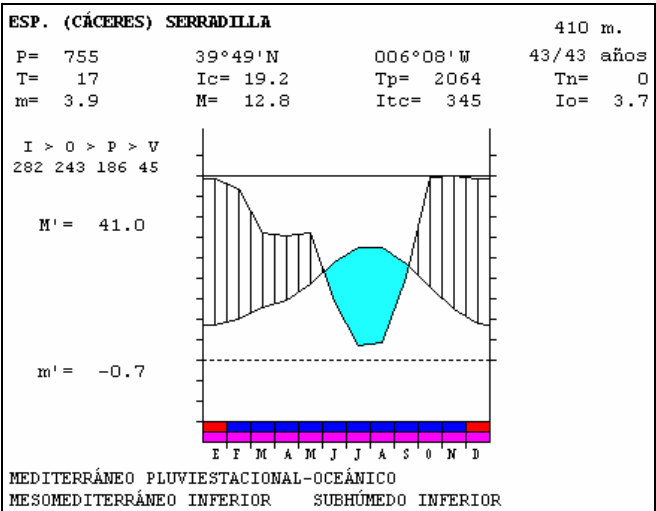 ESP. (CÁCERES) SERRADILLA 410 m.
P= 755 39°49'N 006°08'W 43/43 años
T= 17 Ic= 19.2 Tp= 2064 Tn= 0
m= 3.9 M= 12.8 Itc= 345 Io= 3.7
I > O > P > V
282 243 186 45
M'= 41.0
m'= -0.7
E F M A M J J A S O N D
MEDITERRÁNEO PLUVIESTACIONAL-OCEÁNICO
MESOMEDITERRÁNEO INFERIOR SUBHÚMEDO INFERIOR